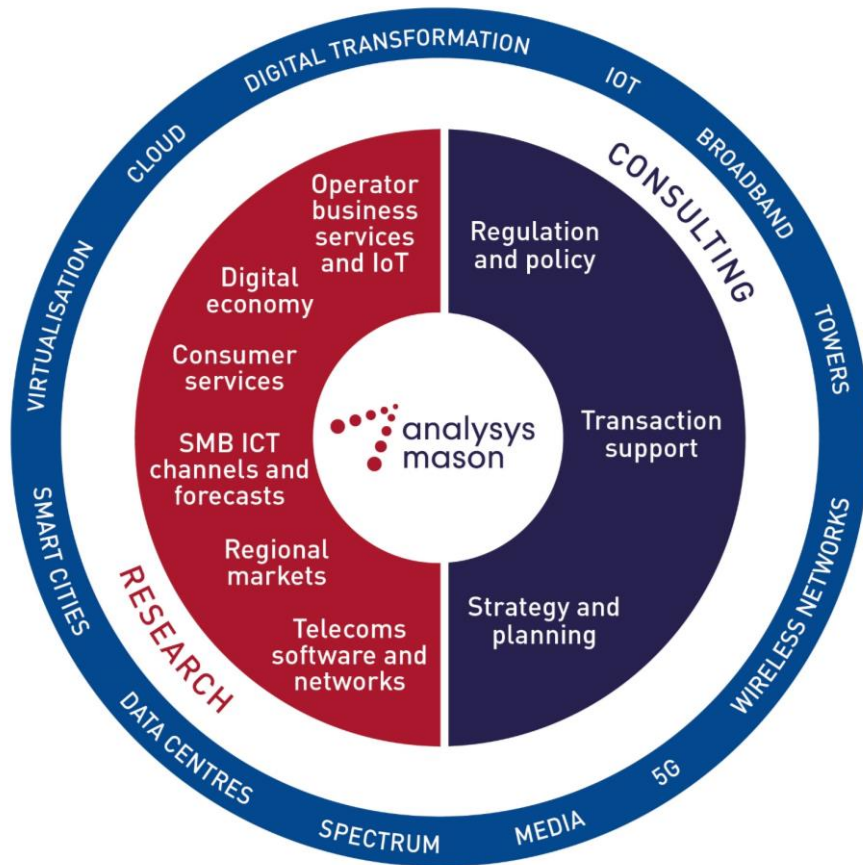 DIGITAL TRANSFORMATION
IOT
BROADBAND
TOWERS
WIRELESS NETWORKS
5G
MEDIA
SPECTRUM
DATA CENTRES
SMART CITIES
VIRTUALISATION
CLOUD
CONSULTING
Regulation
and policy
Transaction
support
Strategy and
planning
RESEARCH
Operator
business
services
and IoT
Digital
economy
Consumer
services
SMB ICT
channels and
forecasts
Regional
markets
Telecoms
software and
networks
analysys
mason